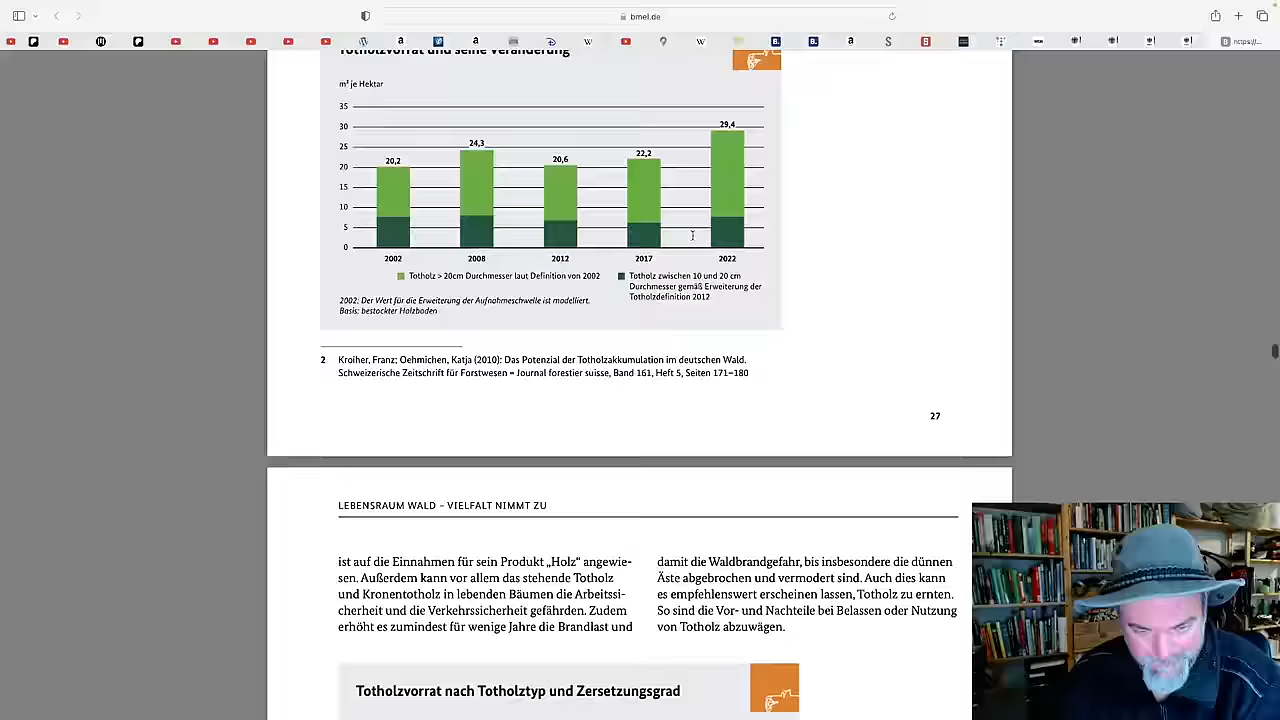 bmel.de
https://...
Totholzvorrat und seine Veränderung
m³ je Hektar
35
30
25
20
15
10
5
0
20,2
24,3
20,6
22,2
29,4
2002
2008
2012
2017
2022
Totholz > 20cm Durchmesser laut Definition von 2002
Totholz zwischen 10 und 20 cm
Durchmesser gemäß Erweiterung der
Totholzdefinition 2012
2002: Der Wert für die Erweiterung der Aufnahmeschwelle ist modelliert.
Basis: bestockter Holzboden
2 Kroiher, Franz; Oehmichen, Katja (2010): Das Potenzial der Totholzakkumulation im deutschen Wald.
Schweizerische Zeitschrift für Forstwesen – Journal forestier suisse, Band 161, Heft 5, Seiten 171–180
27
LEBENSRAUM WALD – VIELFALT NIMMT ZU
ist auf die Einnahmen für sein Produkt „Holz“ angewie-
sen. Außerdem kann vor allem das stehende Totholz
und Kronentotholz in lebenden Bäumen die Arbeitssi-
cherheit und die Verkehrssicherheit gefährden. Zudem
erhöht es zumindest für wenige Jahre die Brandlast und
damit die Waldbrandgefahr, bis insbesondere die dünnen
Äste abgebrochen und vermodert sind. Auch dies kann
es empfehlenswert erscheinen lassen, Totholz zu ernten.
So sind die Vor- und Nachteile bei Belassen oder Nutzung
von Totholz abzuwägen.
Totholzvorrat nach Totholztyp und Zersetzungsgrad